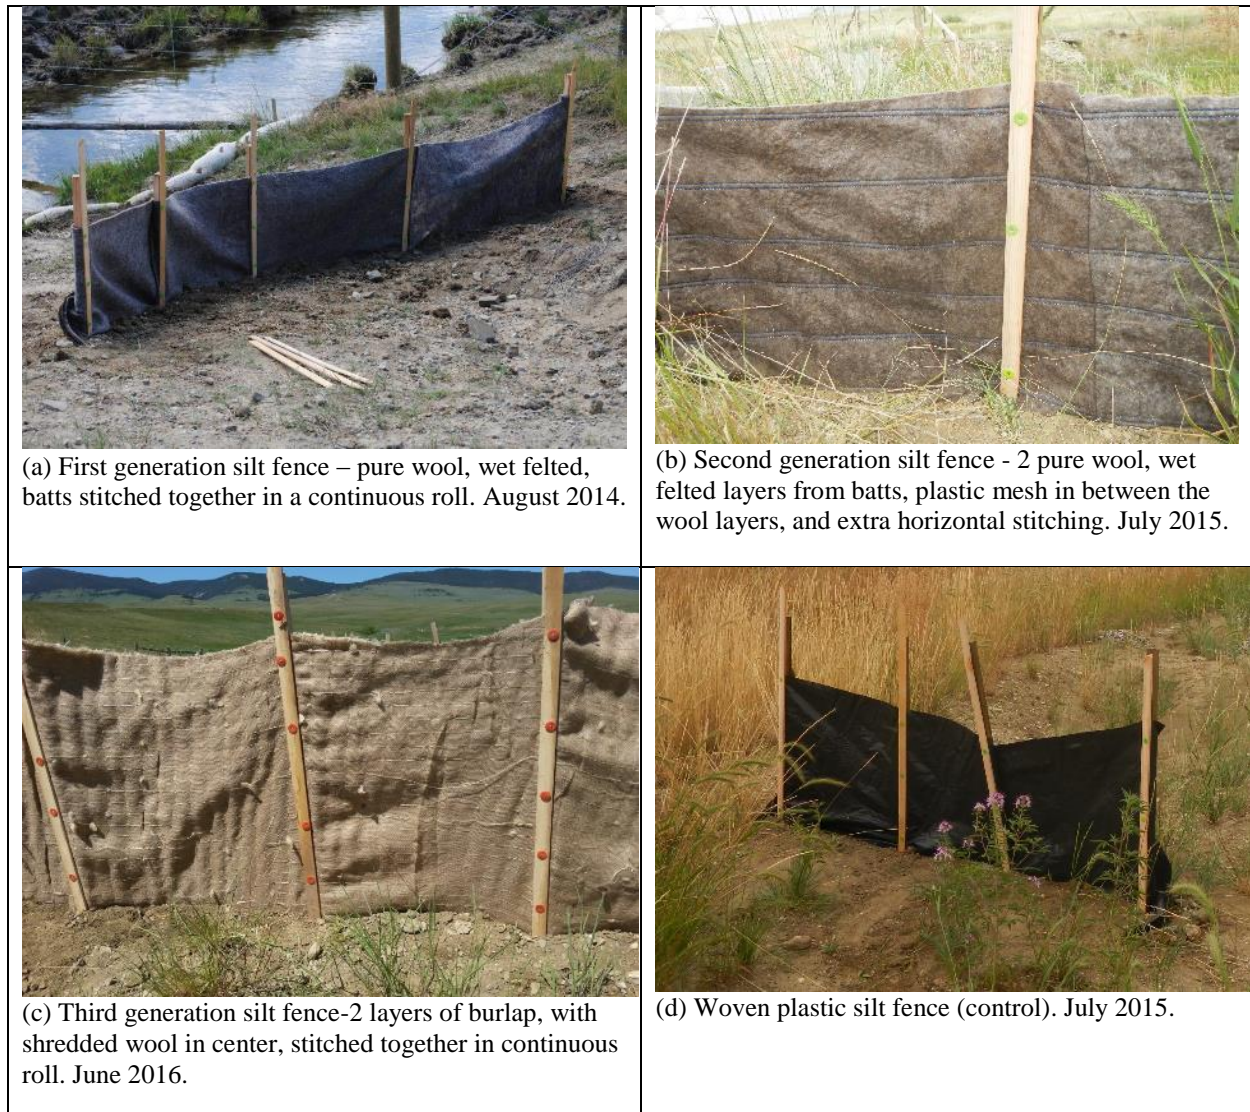 (a) First generation silt fence – pure wool, wet felted,
batts stitched together in a continuous roll. August 2014.
(b) Second generation silt fence - 2 pure wool, wet
felted layers from batts, plastic mesh in between the
wool layers, and extra horizontal stitching. July 2015.
(c) Third generation silt fence-2 layers of burlap, with
shredded wool in center, stitched together in continuous
roll. June 2016.
(d) Woven plastic silt fence (control). July 2015.